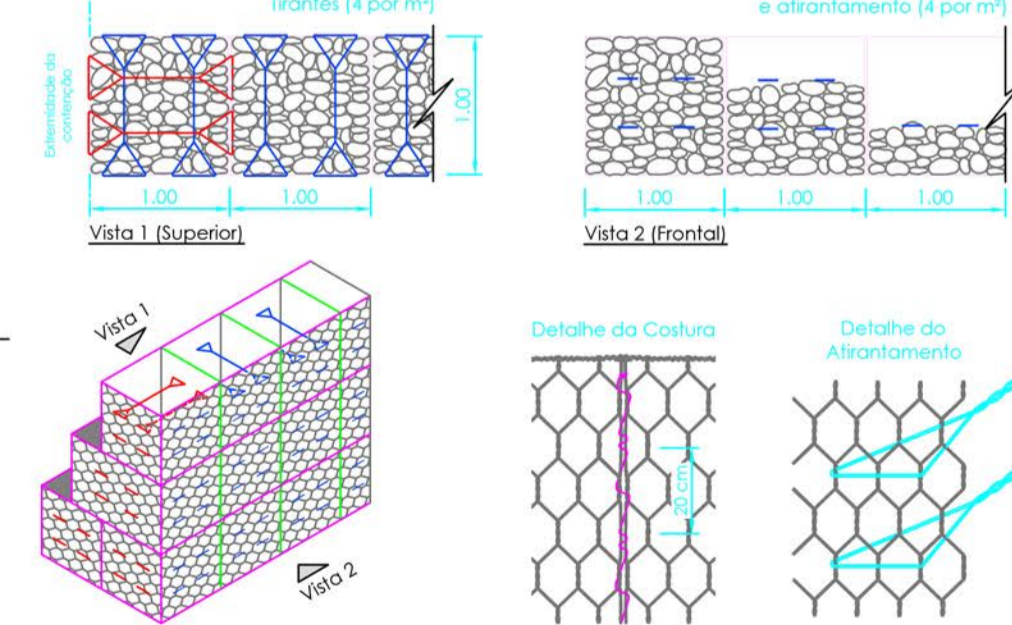 Tirantes (4 por m²)
e atirantamento (4 por m²)
Extremidade da
contenção
1.00
1.00
1.00
1.00
1.00
1.00
Vista 1 (Superior)
Vista 2 (Frontal)
Vista 1
Vista 2
Detalhe da Costura
20 cm
Detalhe do
Atirantamento